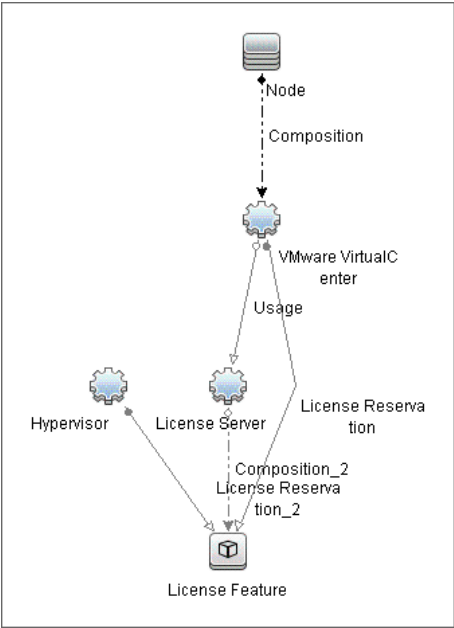 Node
Composition
VMware VirtualC
enter
Usage
License Reserva
tion
Hypervisor
License Server
Composition_2
License Reserva
tion_2
License Feature